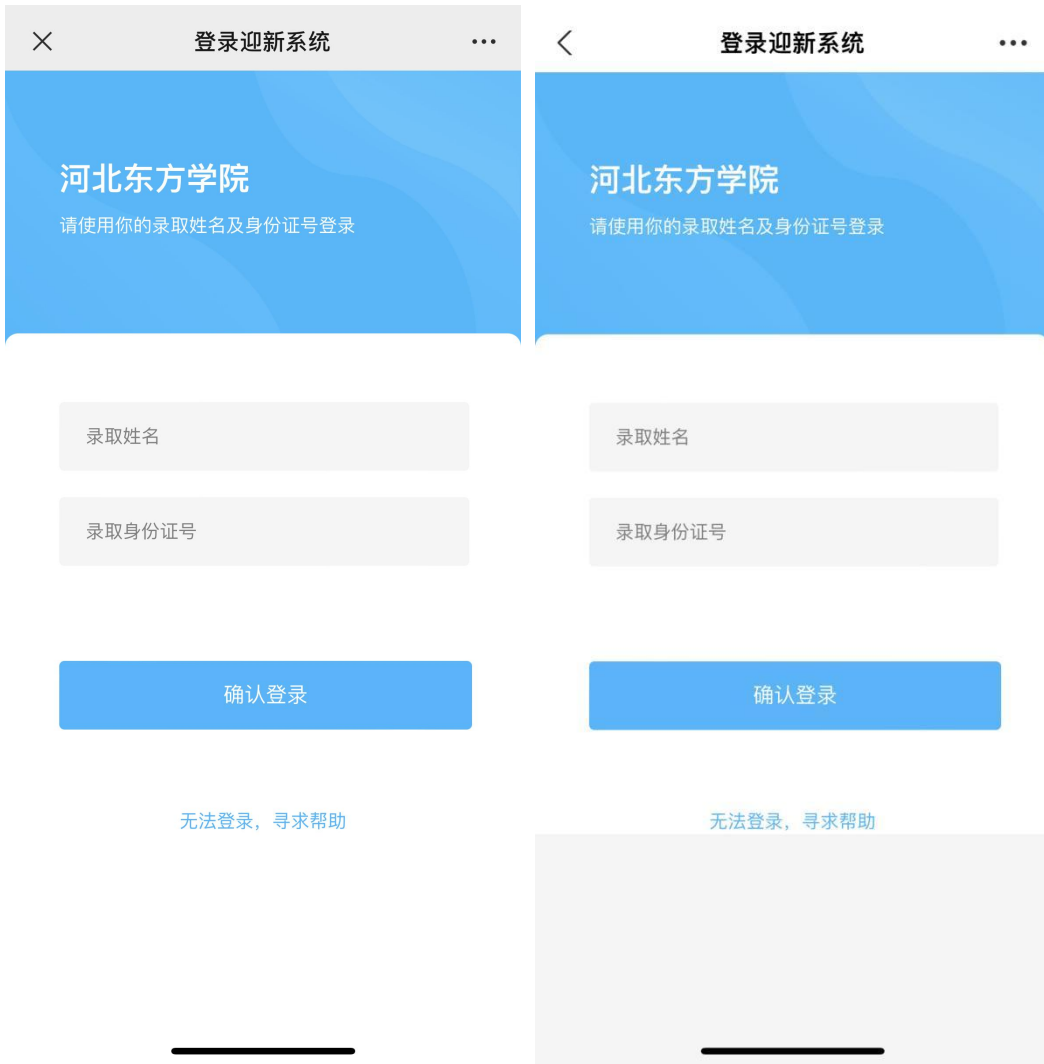 登录迎新系统
河北东方学院
请使用你的录取姓名及身份证号登录
录取姓名
录取身份证号
确认登录
无法登录，寻求帮助
登录迎新系统
河北东方学院
请使用你的录取姓名及身份证号登录
录取姓名
录取身份证号
确认登录
无法登录，寻求帮助